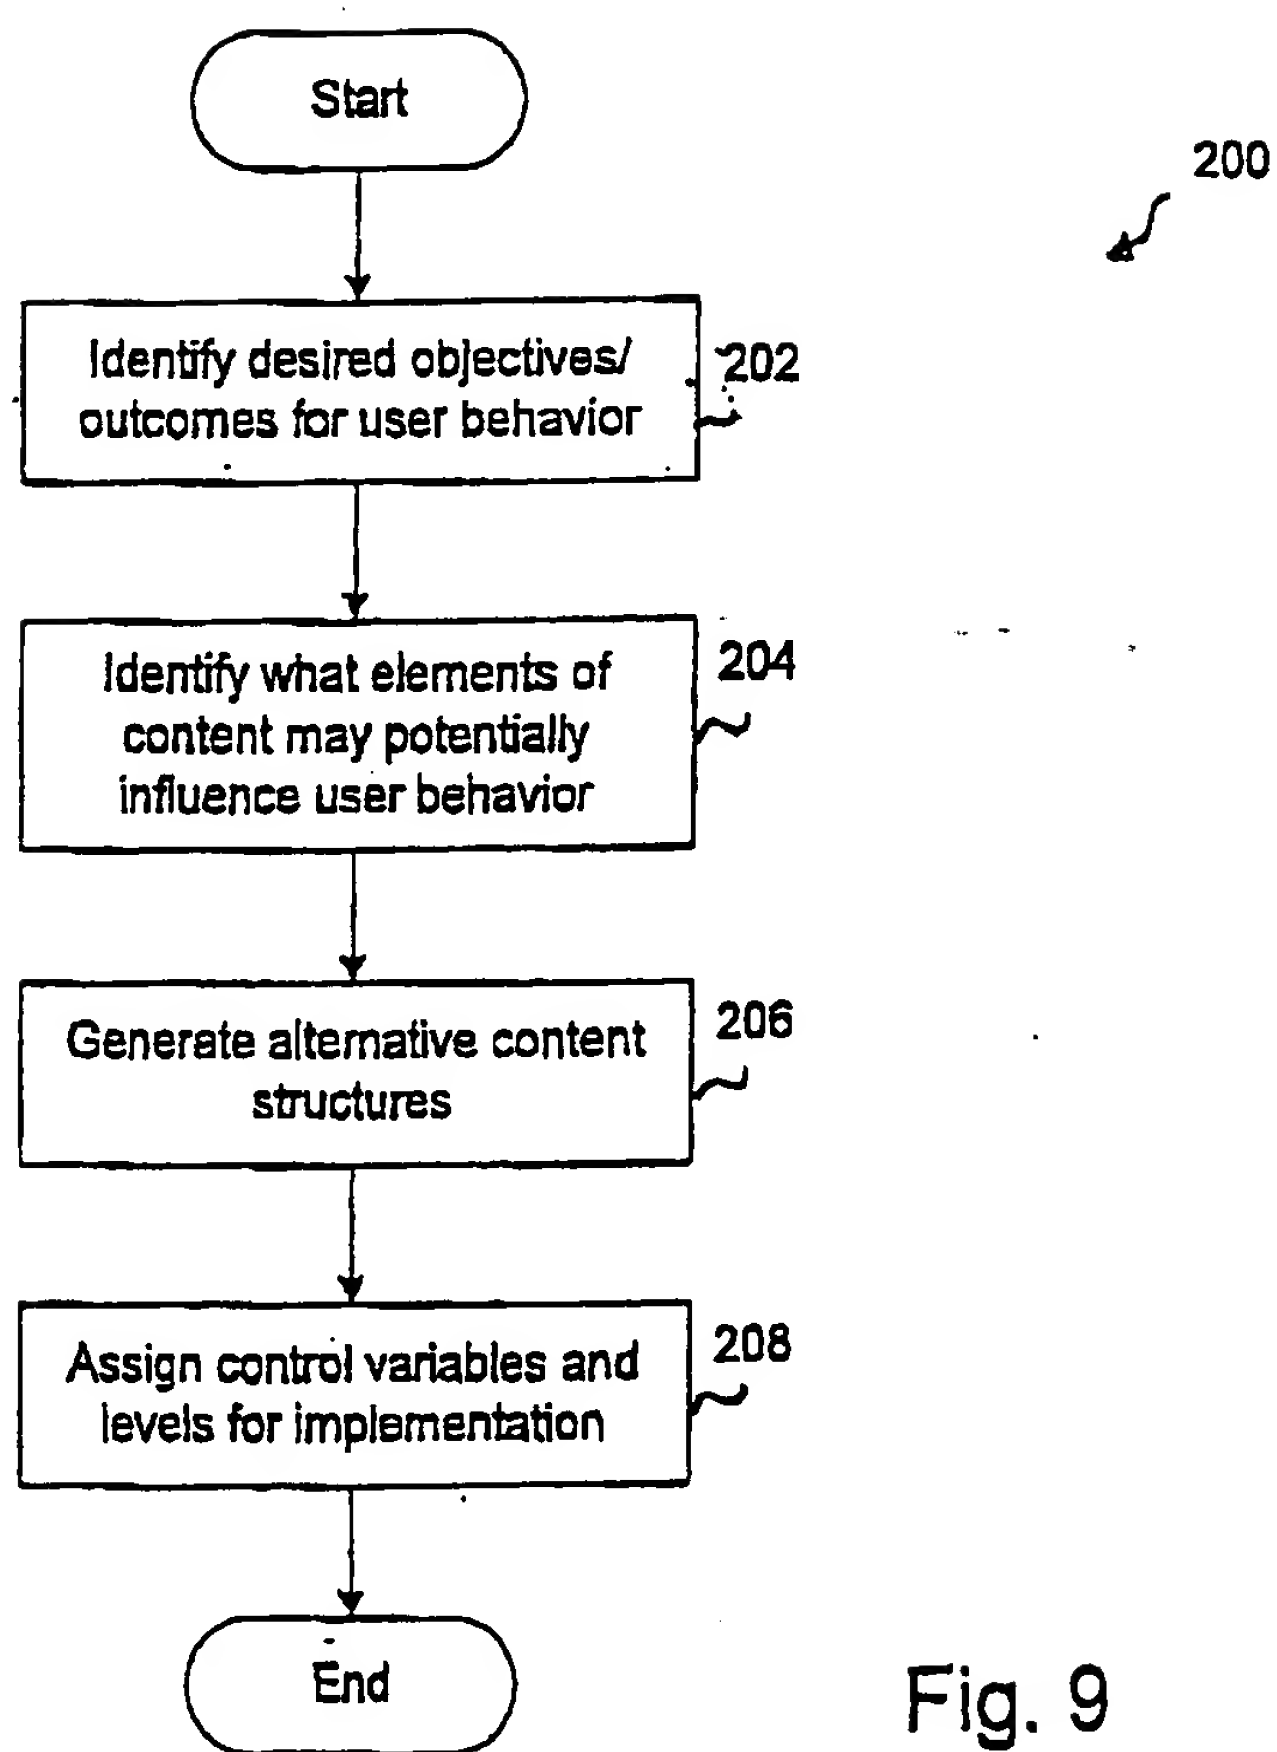 Start
200
Identify desired objectives/
outcomes for user behavior
202
Identify what elements of
content may potentially
influence user behavior
204
Generate alternative content
structures
206
Assign control variables and
levels for implementation
208
End
Fig. 9